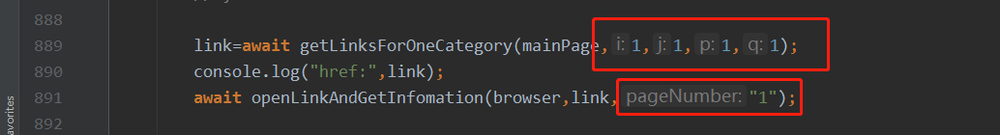 888
889 link=await getLinksForOneCategory(mainPage, i: 1, j: 1, p: 1, q: 1);
890 console.log("href:",link);
891 await openLinkAndGetInfomation(browser,link, pageNumber: "1");
892
avorites